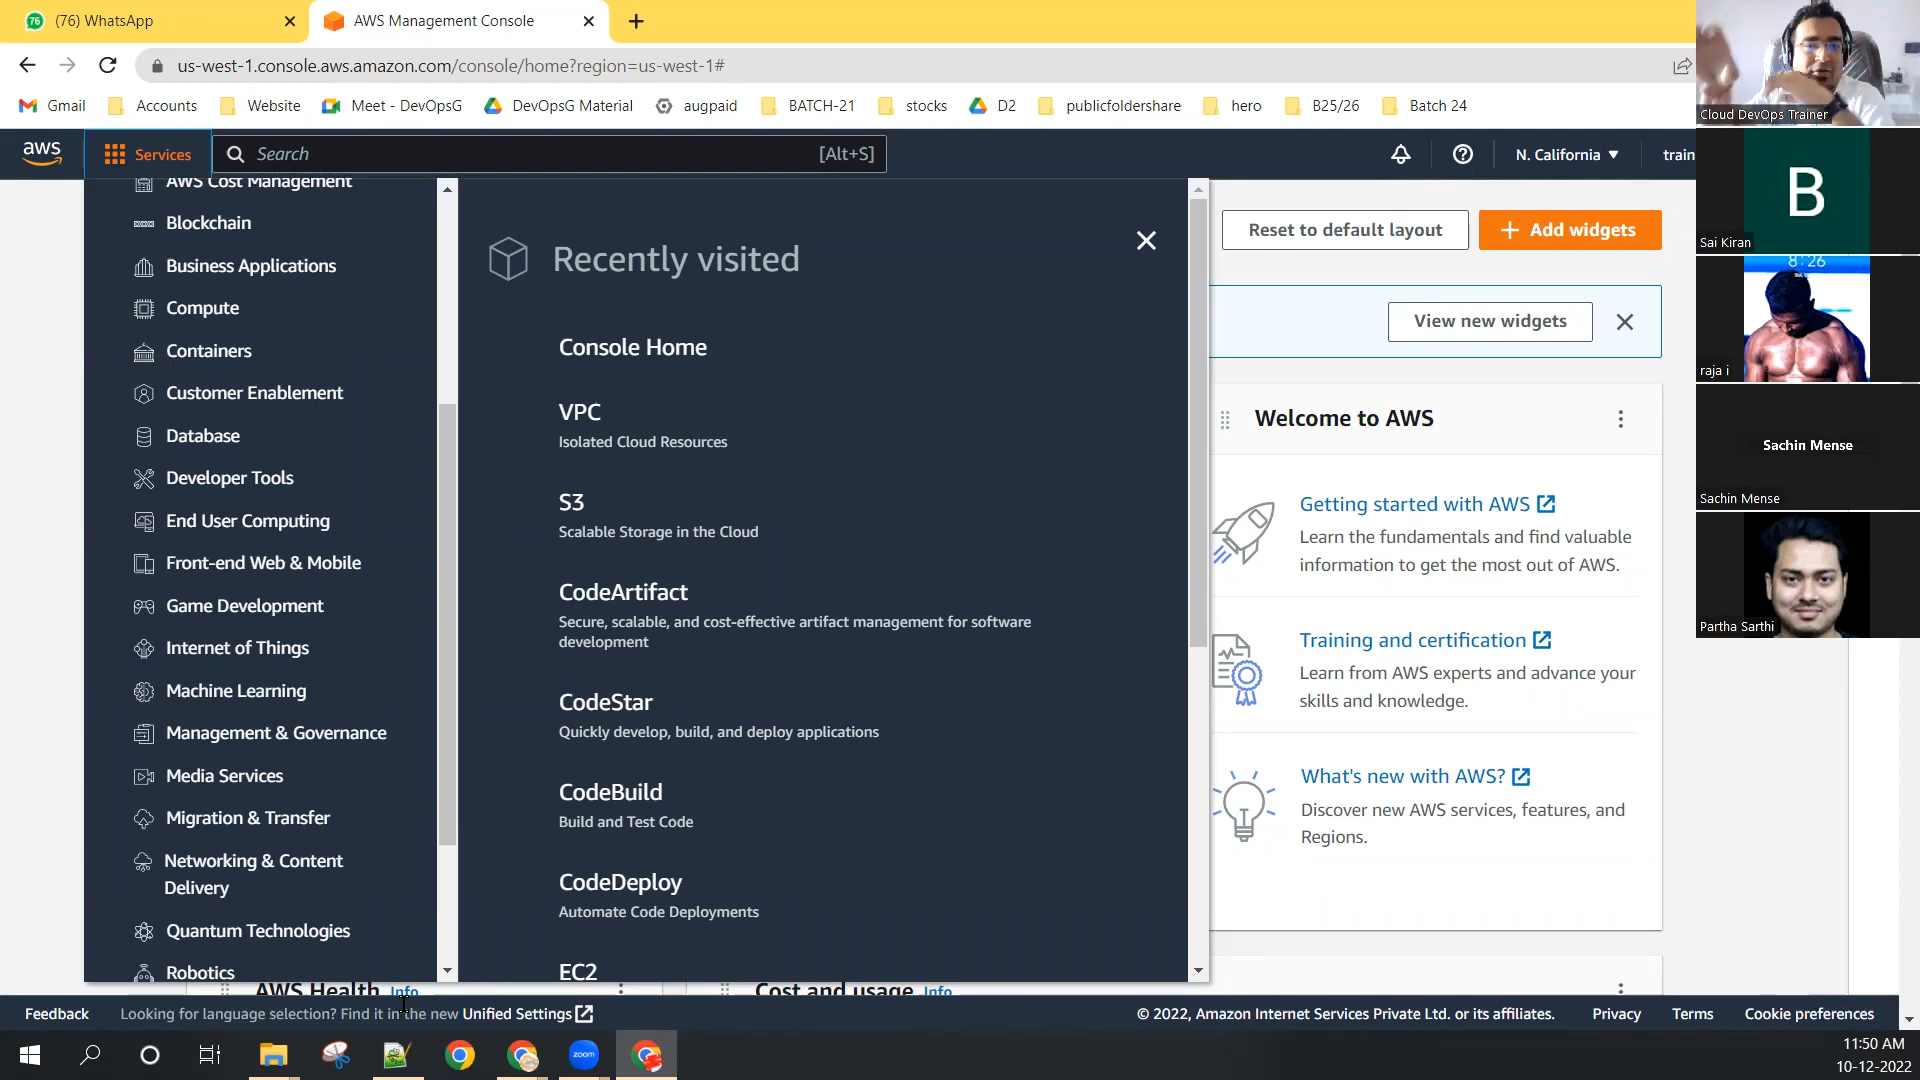 76
(76) WhatsApp
AWS Management Console
us-west-1.console.aws.amazon.com/console/home?region=us-west-1#
Gmail
Accounts
Website
Meet - DevOpsG
DevOpsG Material
augpaid
BATCH-21
stocks
D2
publicfoldershare
hero
B25/26
Batch 24
aws
Services
Search
[Alt+S]
N. California
train
AWS Cost Management
Blockchain
Business Applications
Compute
Containers
Customer Enablement
Database
Developer Tools
End User Computing
Front-end Web & Mobile
Game Development
Internet of Things
Machine Learning
Management & Governance
Media Services
Migration & Transfer
Networking & Content
Delivery
Quantum Technologies
Robotics
Recently visited
Console Home
VPC
Isolated Cloud Resources
S3
Scalable Storage in the Cloud
CodeArtifact
Secure, scalable, and cost-effective artifact management for software
development
CodeStar
Quickly develop, build, and deploy applications
CodeBuild
Build and Test Code
CodeDeploy
Automate Code Deployments
EC2
Reset to default layout
Add widgets
View new widgets
Welcome to AWS
Getting started with AWS
Learn the fundamentals and find valuable
information to get the most out of AWS.
Training and certification
Learn from AWS experts and advance your
skills and knowledge.
What's new with AWS?
Discover new AWS services, features, and
Regions.
AWS Health Info
Cost and usage Info
Feedback
Looking for language selection? Find it in the new Unified Settings
© 2022, Amazon Internet Services Private Ltd. or its affiliates.
Privacy
Terms
Cookie preferences
zoom
11:50 AM
10-12-2022
Cloud DevOps Trainer
B
Sai Kiran
8:26
raja i
Sachin Mense
Sachin Mense
Partha Sarthi